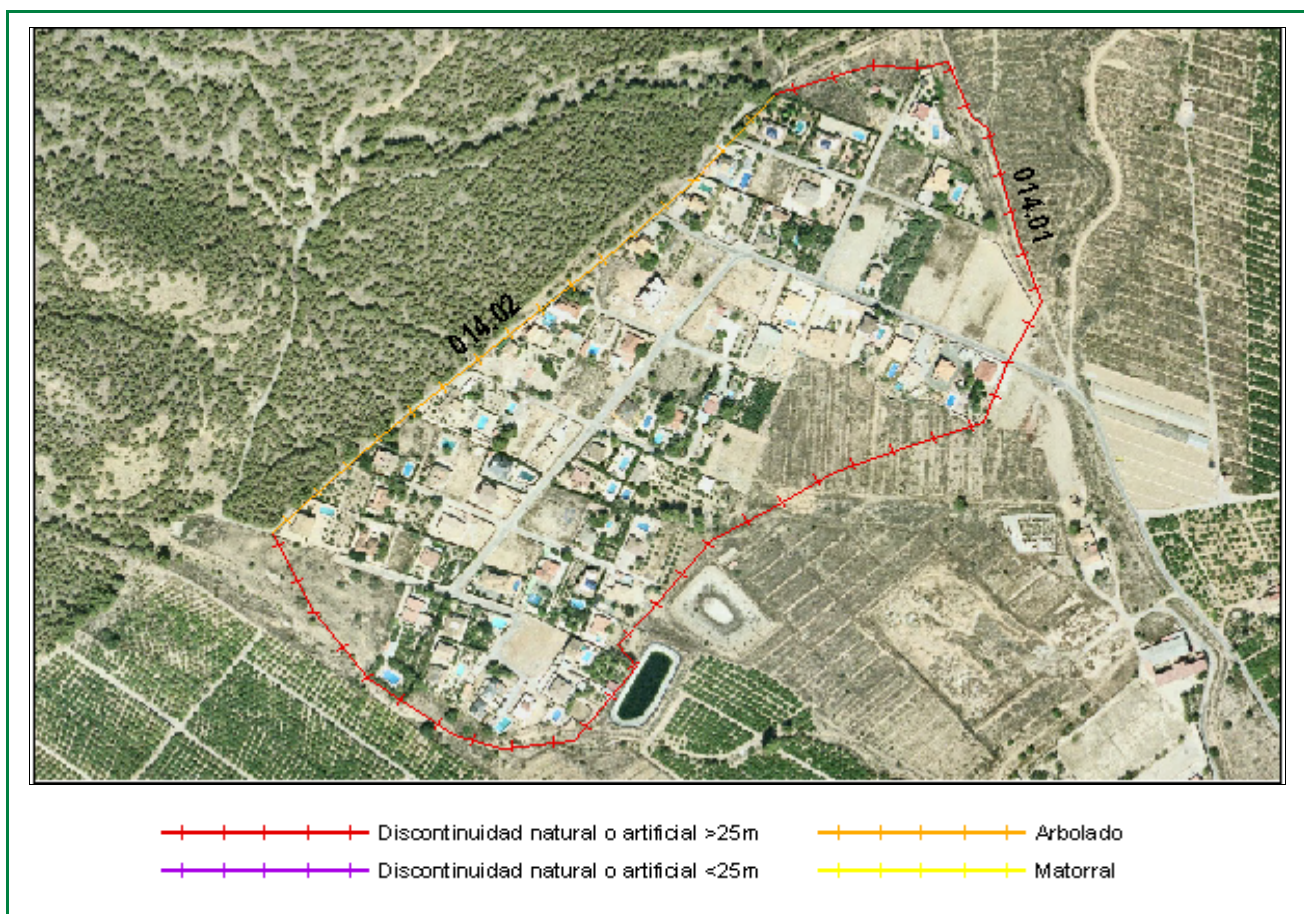 014.01
014.02
Discontinuidad natural o artificial >25m
Arbolado
Discontinuidad natural o artificial <25m
Matorral